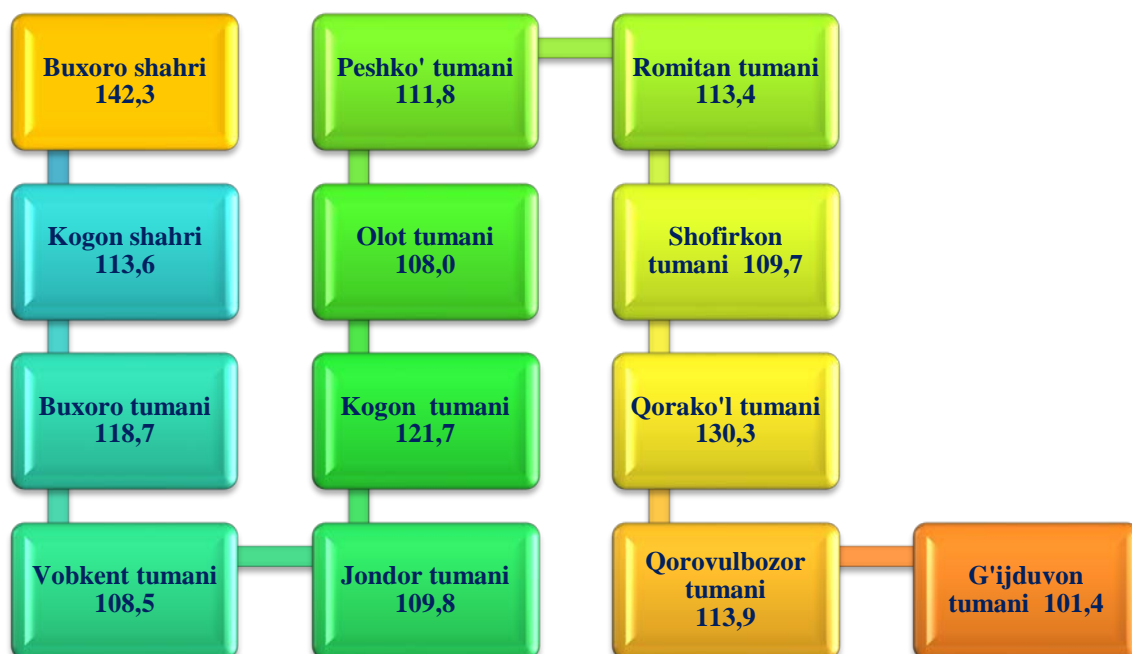 Buxoro shahri
142,3
Kogon shahri
113,6
Buxoro tumani
118,7
Vobkent tumani
108,5
Jondor tumani
109,8
Kogon tumani
121,7
Olot tumani
108,0
Peshko' tumani
111,8
Romitan tumani
113,4
Shofirkon
tumani 109,7
Qorako'l tumani
130,3
Qorovulbozor
tumani
113,9
G'ijduvon
tumani 101,4